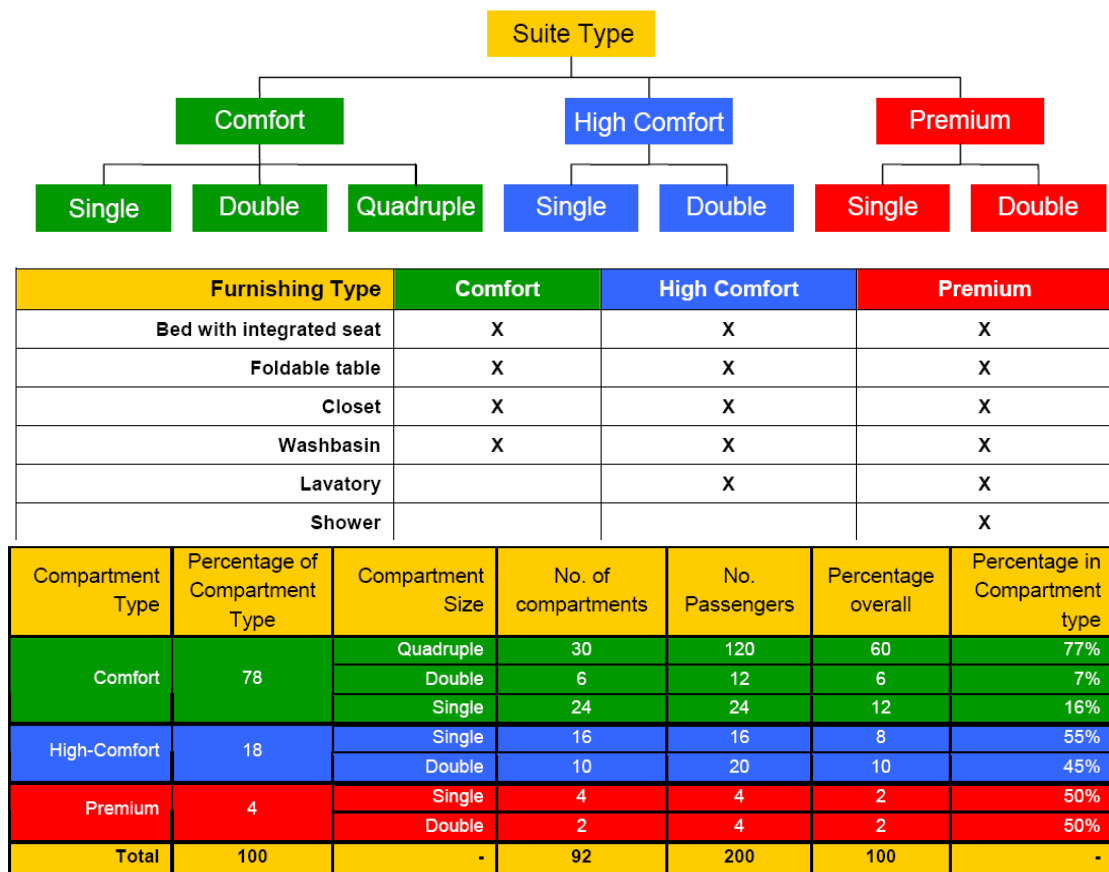 Suite Type
Comfort High Comfort Premium
Single Double Quadruple Single Double Single Double
Furnishing Type Comfort High Comfort Premium
Bed with integrated seat X X X
Foldable table X X X
Closet X X X
Washbasin X X X
Lavatory X X
Shower X
Compartment Type Percentage of Compartment Type Compartment Size No. of compartments No. Passengers Percentage overall Percentage in Compartment type
Comfort 78 Quadruple 30 120 60 77%
Double 6 12 6 7%
Single 24 24 12 16%
High-Comfort 18 Single 16 16 8 55%
Double 10 20 10 45%
Premium 4 Single 4 4 2 50%
Double 2 4 2 50%
Total 100 - 92 200 100 -